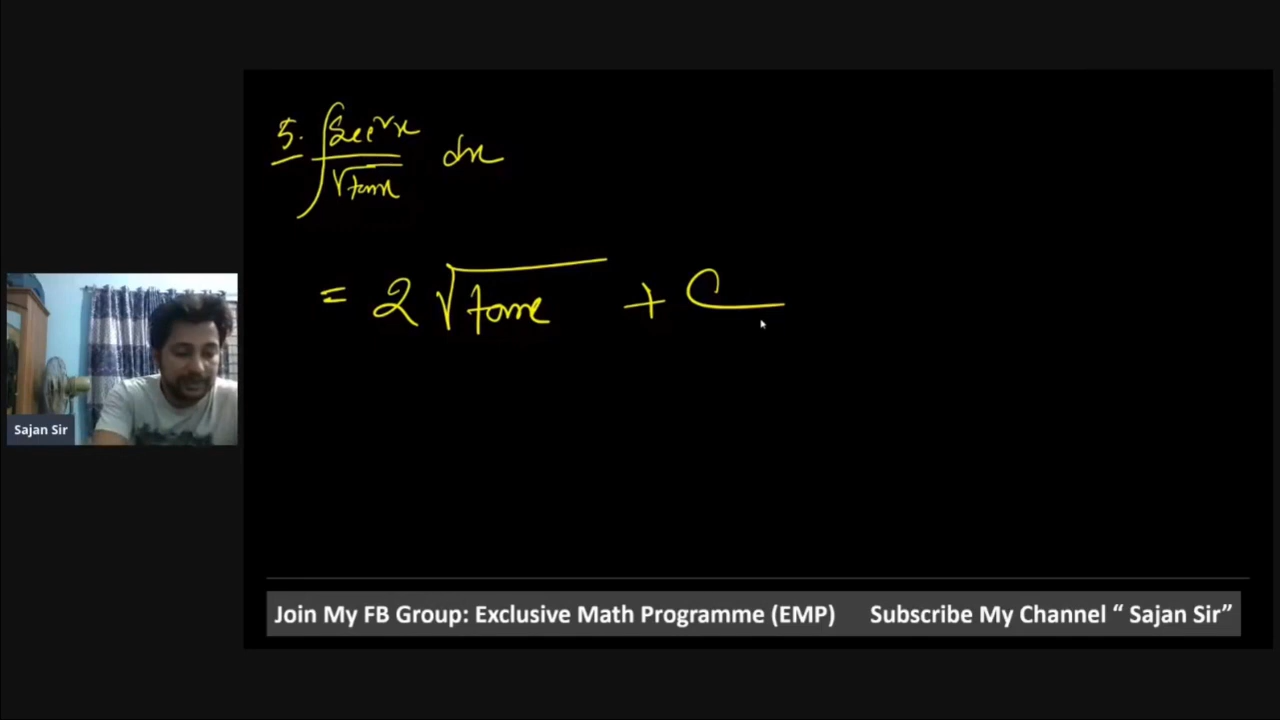 5. ∫ sec²x / √tanx dx
= 2 √tanx + C
Sajan Sir
Join My FB Group: Exclusive Math Programme (EMP) Subscribe My Channel “ Sajan Sir”